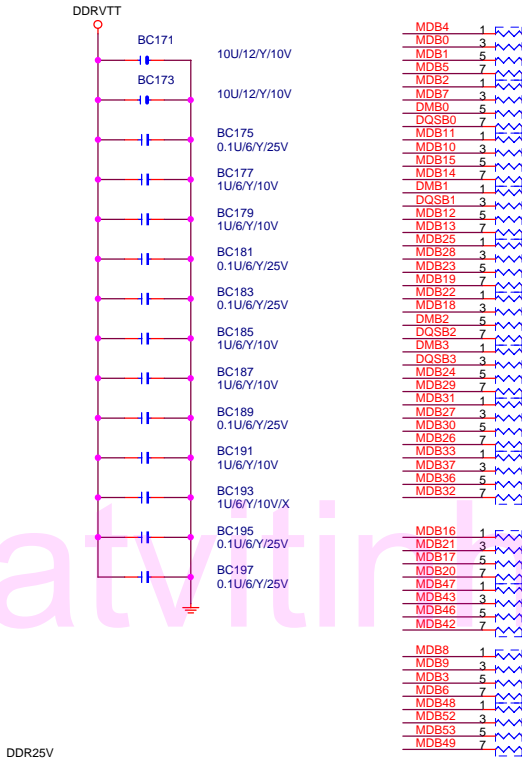 DDRVTT
BC171
10U/12/Y/10V
BC173
10U/12/Y/10V
BC175
0.1U/6/Y/25V
BC177
1U/6/Y/10V
BC179
1U/6/Y/10V
BC181
0.1U/6/Y/25V
BC183
0.1U/6/Y/25V
BC185
1U/6/Y/10V
BC187
1U/6/Y/10V
BC189
0.1U/6/Y/25V
BC191
1U/6/Y/10V
BC193
1U/6/Y/10V/X
BC195
0.1U/6/Y/25V
BC197
0.1U/6/Y/25V
DDR25V
MDB4 1
MDB0 3
MDB1 5
MDB5 7
MDB2 1
MDB7 3
DMB0 5
DQSB0 7
MDB11 1
MDB10 3
MDB15 5
MDB14 7
DMB1 1
DQSB1 3
MDB12 5
MDB13 7
MDB25 1
MDB28 3
MDB23 5
MDB19 7
MDB22 1
MDB18 3
DMB2 5
DQSB2 7
DMB3 1
DQSB3 3
MDB24 5
MDB29 7
MDB31 1
MDB27 3
MDB30 5
MDB26 7
MDB33 1
MDB37 3
MDB36 5
MDB32 7
MDB16 1
MDB21 3
MDB17 5
MDB20 7
MDB47 1
MDB43 3
MDB46 5
MDB42 7
MDB8 1
MDB9 3
MDB3 5
MDB6 7
MDB48 1
MDB52 3
MDB53 5
MDB49 7
atvitinh